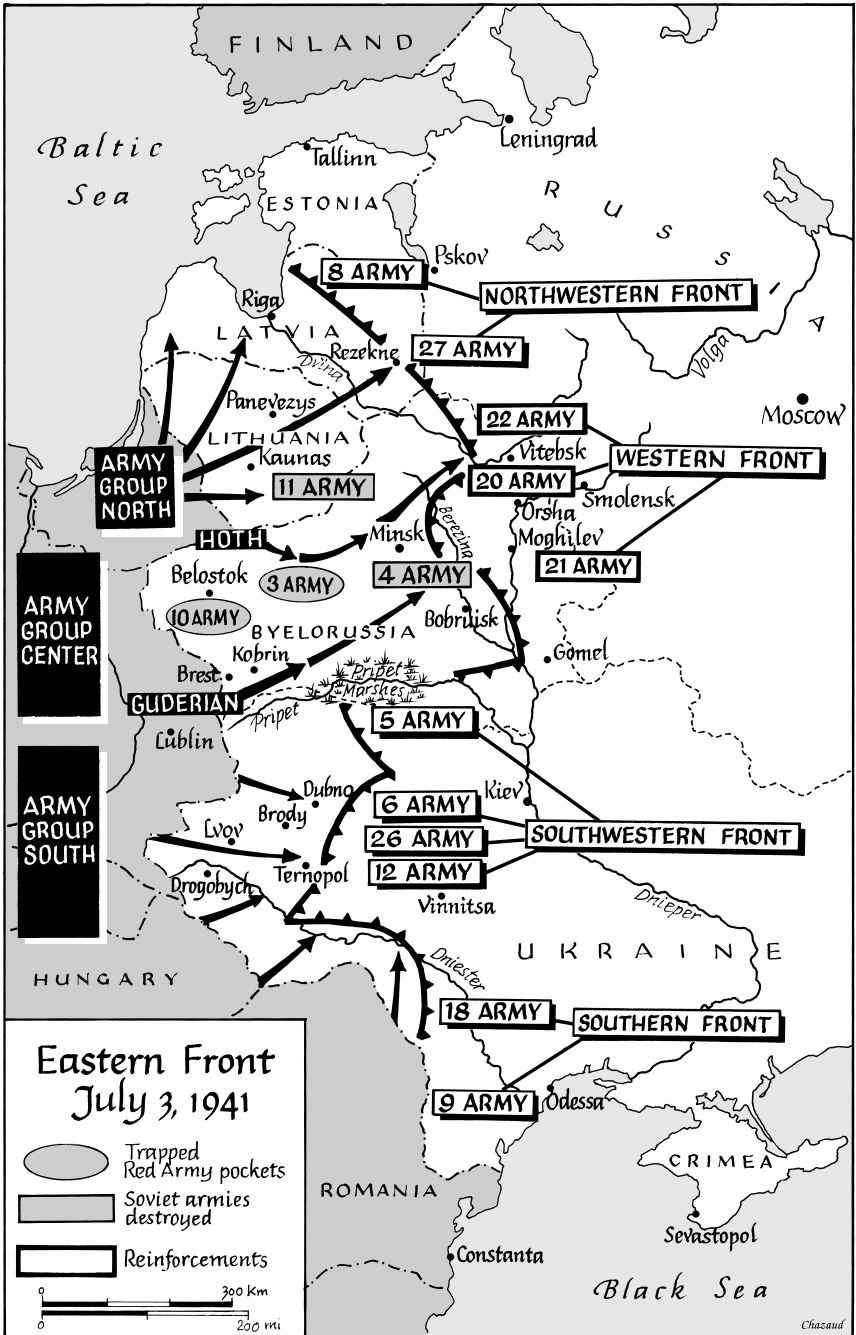 FINLAND
Baltic
Sea
Leningrad
Tallinn
ESTONIA
RUSSIA
Pskov
8 ARMY
NORTHWESTERN FRONT
Riga
LATVIA
Rezekne
27 ARMY
Dvina
Volga
Moscow
Panevezys
22 ARMY
LITHUANIA
Kaunas
Vitebsk
WESTERN FRONT
ARMY
GROUP
NORTH
11 ARMY
20 ARMY
Smolensk
Orsha
Berezina
HOTH
Minsk
Moghilev
21 ARMY
Belostok
3 ARMY
4 ARMY
ARMY
GROUP
CENTER
10 ARMY
BYELORUSSIA
Bobruisk
Kobrin
Gomel
Brest
Pripet
Marshes
GUDERIAN
Pripet
5 ARMY
Lublin
Dubno
Kiev
6 ARMY
ARMY
GROUP
SOUTH
Brody
Lvov
26 ARMY
SOUTHWESTERN FRONT
12 ARMY
Ternopol
Drogobych
Vinnitsa
Dnieper
UKRAINE
Dniester
HUNGARY
18 ARMY
SOUTHERN FRONT
9 ARMY
Odessa
Eastern Front
July 3, 1941
Trapped
Red Army pockets
Soviet armies
destroyed
Reinforcements
0 300 km
0 200 mi
CRIMEA
ROMANIA
Sevastopol
Constanta
Black Sea
Chazaud